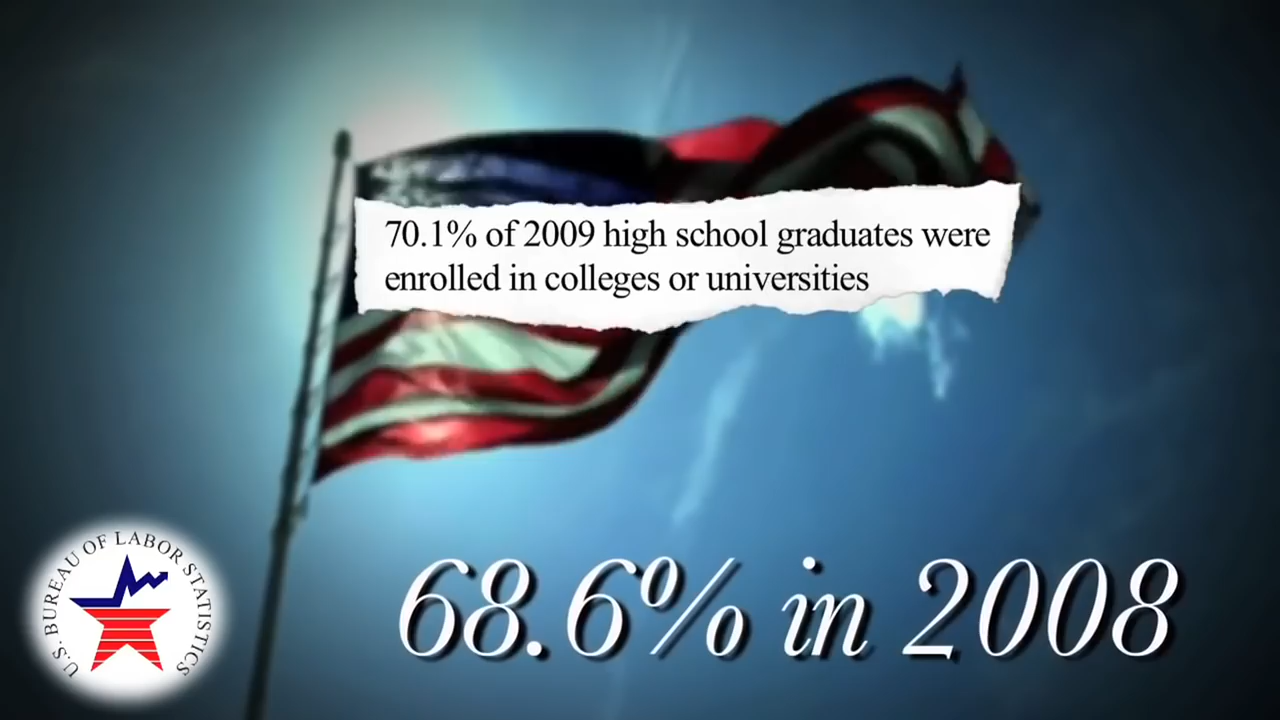 70.1% of 2009 high school graduates were
enrolled in colleges or universities
68.6% in 2008
U.S. BUREAU OF LABOR STATISTICS